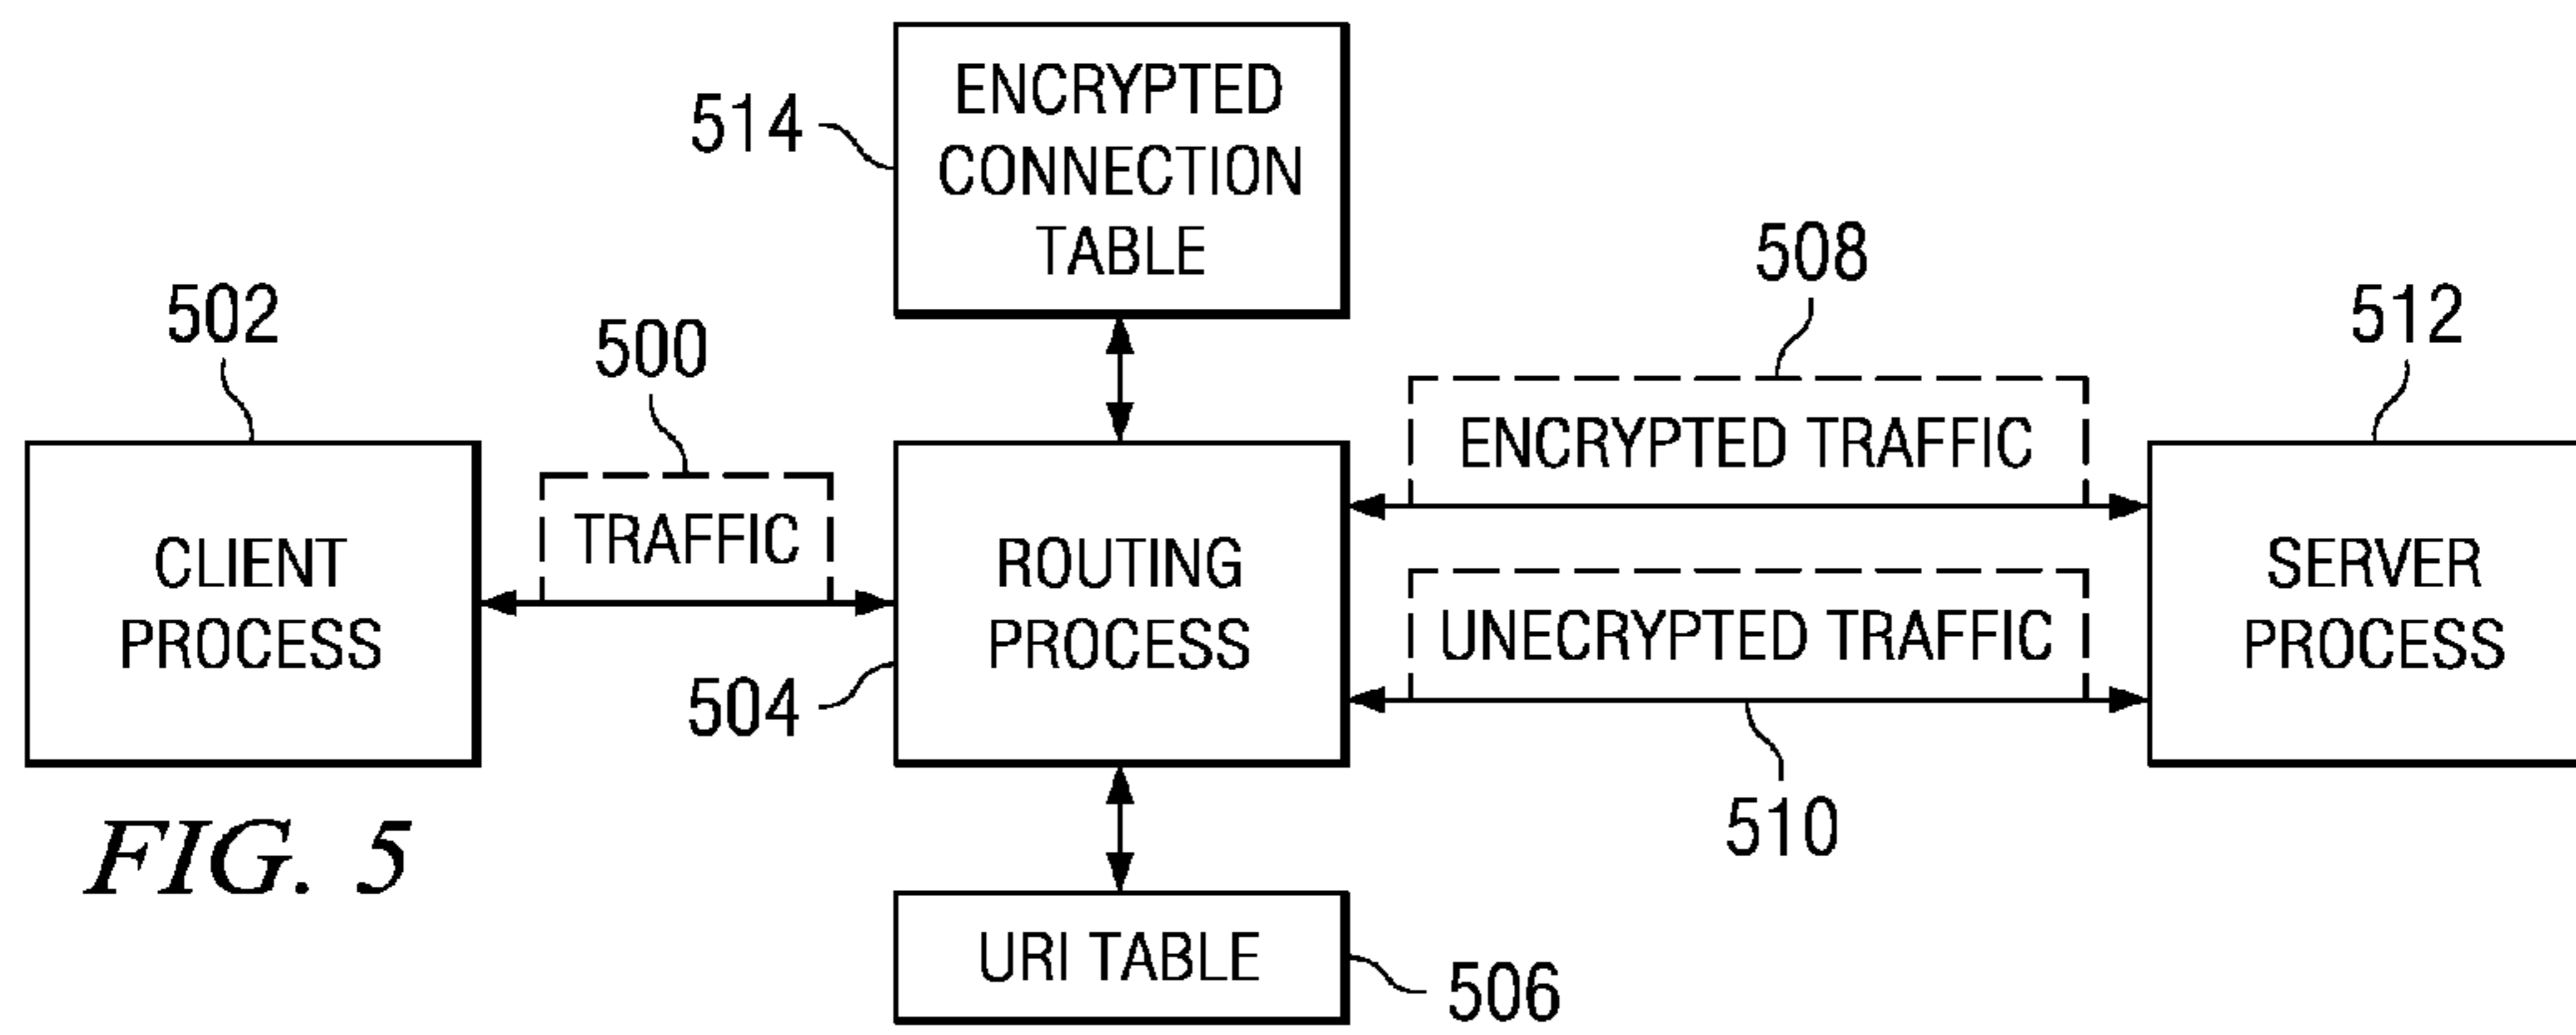 ENCRYPTED
CONNECTION
TABLE
514
508
502
500
512
ENCRYPTED TRAFFIC
TRAFFIC
CLIENT
PROCESS
ROUTING
PROCESS
SERVER
PROCESS
UNECRYPTED TRAFFIC
504
510
FIG. 5
URI TABLE
506